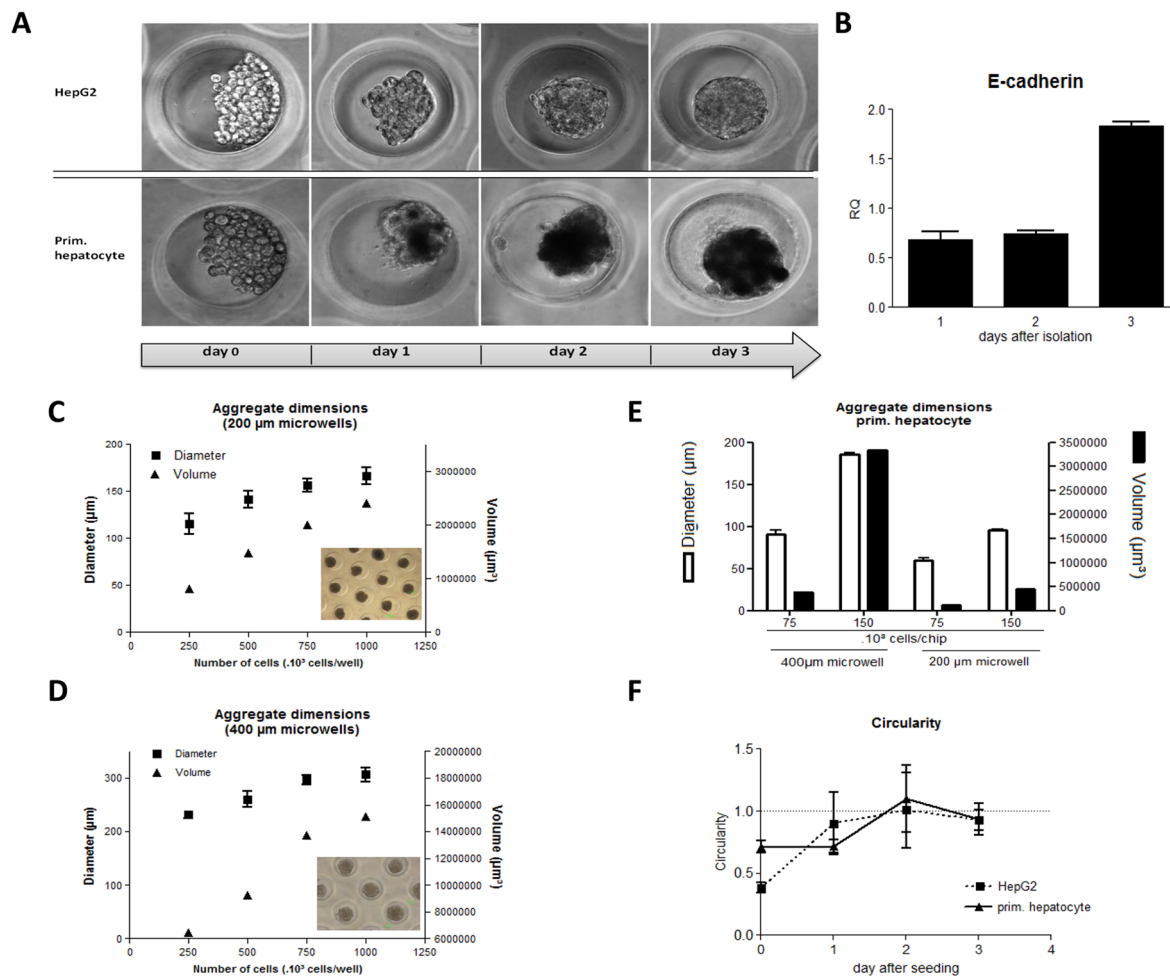 A
HepG2
Prim.
hepatocyte
day 0
day 1
day 2
day 3
B
E-cadherin
2.0
1.5
1.0
0.5
0.0
RQ
1
2
3
days after isolation
C
Aggregate dimensions
(200 µm microwells)
Diameter
Volume
200
150
100
50
0
Diameter (µm)
3000000
2000000
1000000
0
Volume (µm³)
0
250
500
750
1000
1250
Number of cells (.10³ cells/well)
D
Aggregate dimensions
(400 µm microwells)
Diameter
Volume
300
200
100
0
Diameter (µm)
20000000
18000000
16000000
14000000
12000000
10000000
8000000
6000000
Volume (µm³)
0
250
500
750
1000
1250
Number of cells (.10³ cells/well)
E
Aggregate dimensions
prim. hepatocyte
Diameter (µm)
200
150
100
50
0
3500000
3000000
2500000
2000000
1500000
1000000
500000
0
Volume (µm³)
75
150
75
150
.10³ cells/chip
400µm microwell
200 µm microwell
F
Circularity
1.5
1.0
0.5
0.0
Circularity
HepG2
prim. hepatocyte
0
1
2
3
4
day after seeding